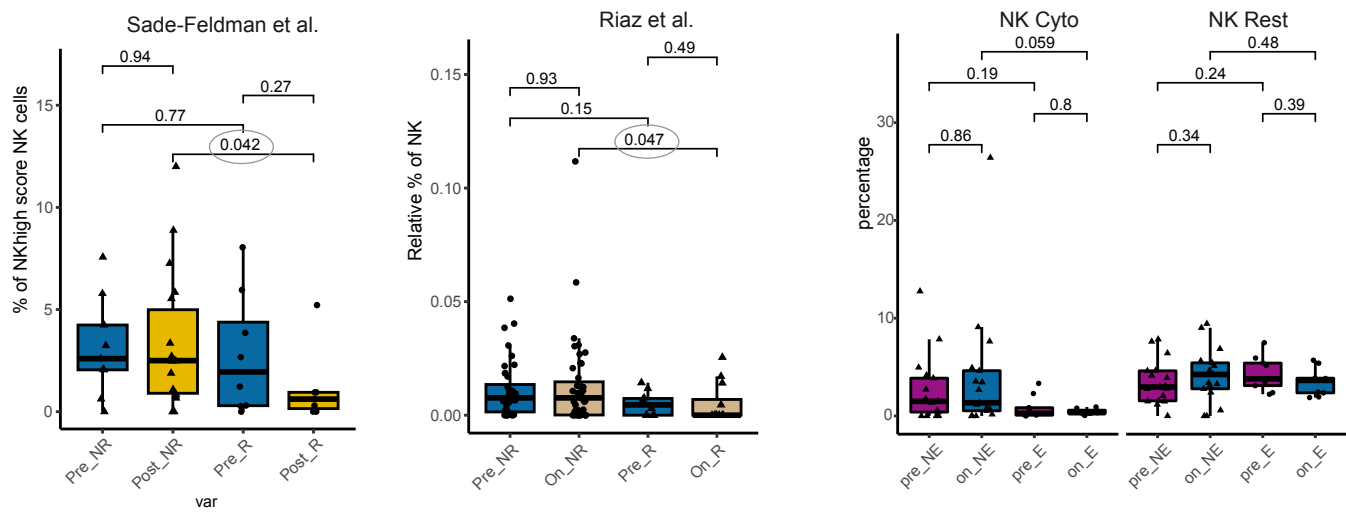 Sade-Feldman et al.
% of NKhigh score NK cells
15
10
5
0
0.94
0.27
0.77
0.042
Pre_NR
Post_NR
Pre_R
Post_R
var
Riaz et al.
Relative % of NK
0.15
0.10
0.05
0.00
0.49
0.93
0.15
0.047
Pre_NR
On_NR
Pre_R
On_R
percentage
30
20
10
0
NK Cyto
0.059
0.19
0.8
0.86
pre_NE
on_NE
pre_E
on_E
NK Rest
0.48
0.24
0.39
0.34
pre_NE
on_NE
pre_E
on_E